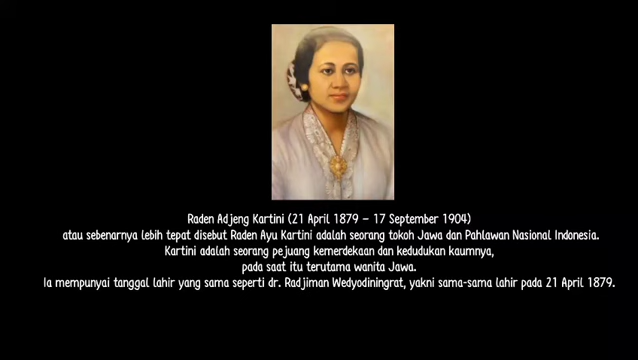 Raden Adjeng Kartini (21 April 1879 – 17 September 1904)
atau sebenarnya lebih tepat disebut Raden Ayu Kartini adalah seorang tokoh Jawa dan Pahlawan Nasional Indonesia.
Kartini adalah seorang pejuang kemerdekaan dan kedudukan kaumnya,
pada saat itu terutama wanita Jawa.
Ia mempunyai tanggal lahir yang sama seperti dr. Radjiman Wedyodiningrat, yakni sama-sama lahir pada 21 April 1879.